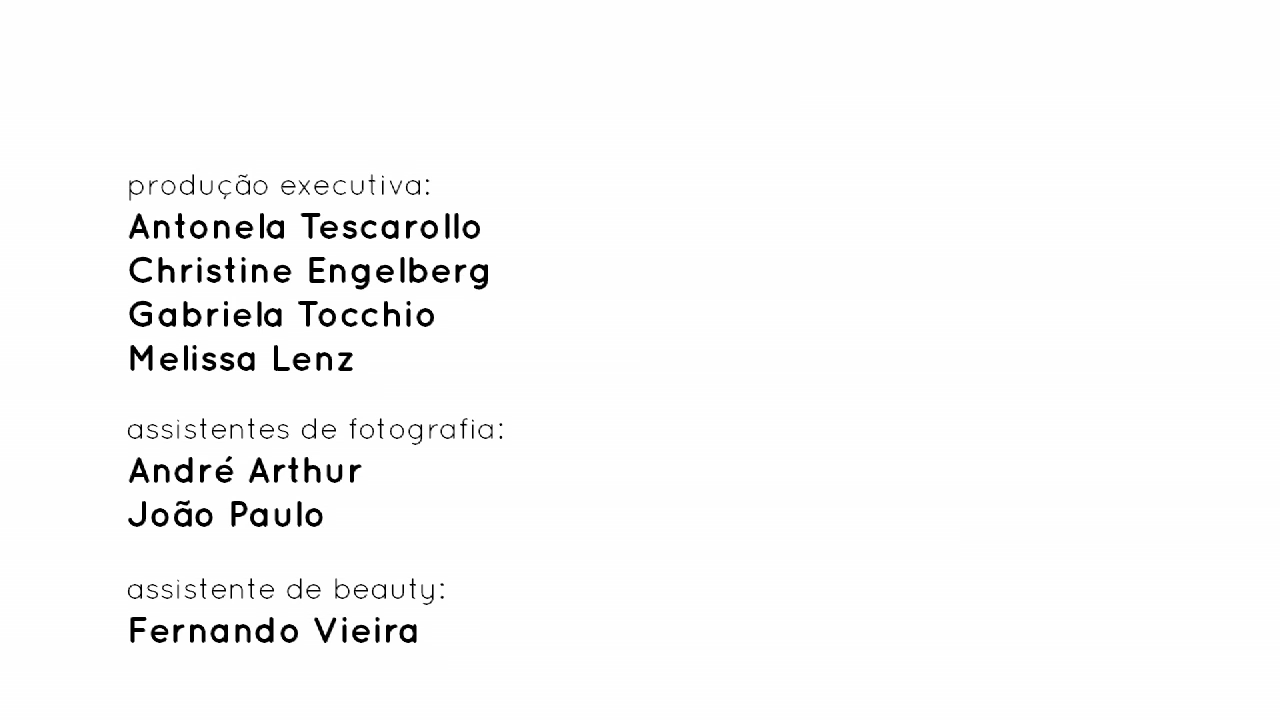 produção executiva:
Antonela Tescarollo
Christine Engelberg
Gabriela Tocchio
Melissa Lenz
assistentes de fotografia:
André Arthur
João Paulo
assistente de beauty:
Fernando Vieira